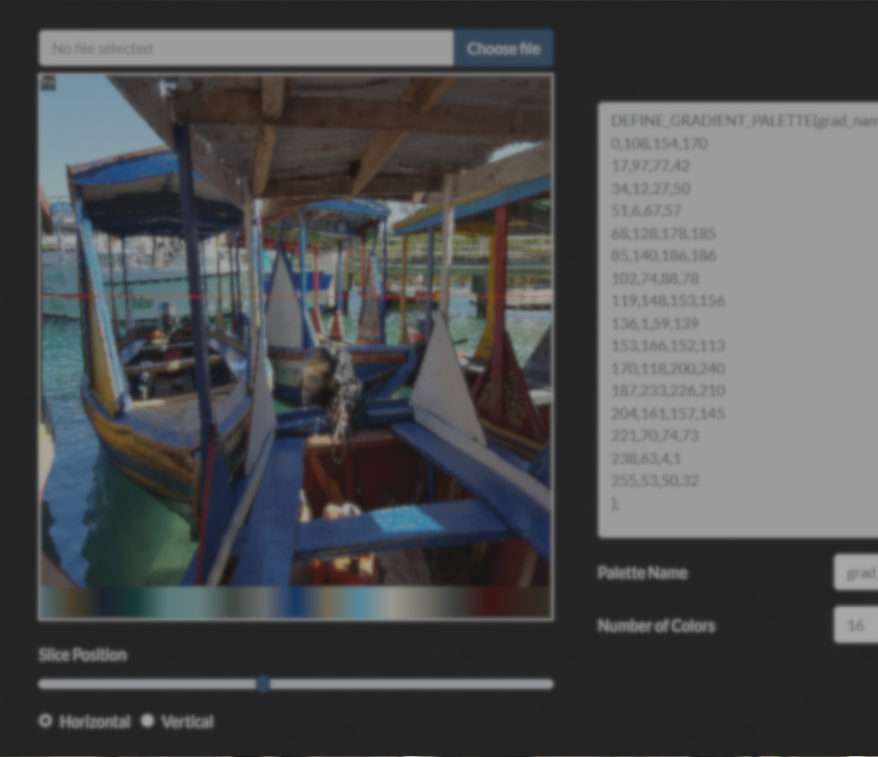 No file selected
Choose file
DEFINE_GRADIENT_PALETTE(grad_nam
0,108,154,170
17,97,77,42
34,12,27,50
51,6,67,57
68,128,178,185
85,140,186,186
102,74,88,78
119,148,153,156
136,1,59,139
153,166,152,113
170,118,200,240
187,233,226,210
204,161,157,145
221,70,74,73
238,63,4,1
255,53,50,32
};
Palette Name
grad_
Number of Colors
16
Slice Position
Horizontal
Vertical